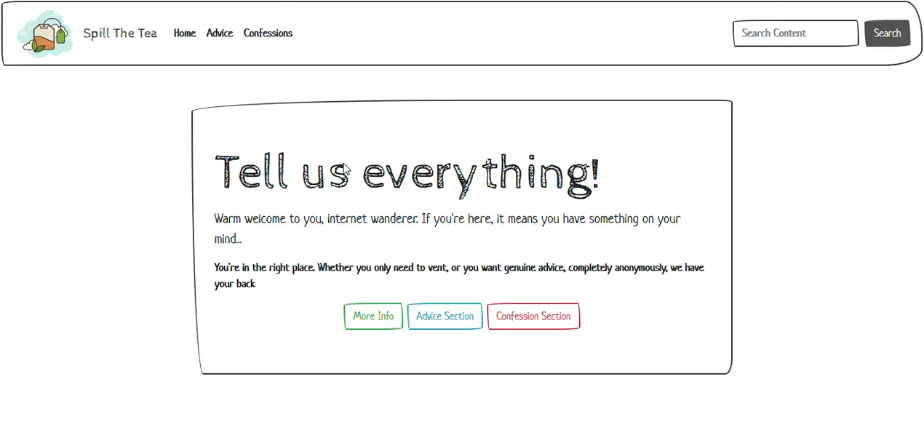 Spill The Tea Home Advice Confessions Search Content Search
Tell us everything!
Warm welcome to you, internet wanderer. If you're here, it means you have something on your
mind...
You're in the right place. Whether you only need to vent, or you want genuine advice, completely anonymously, we have
your back
More Info Advice Section Confession Section